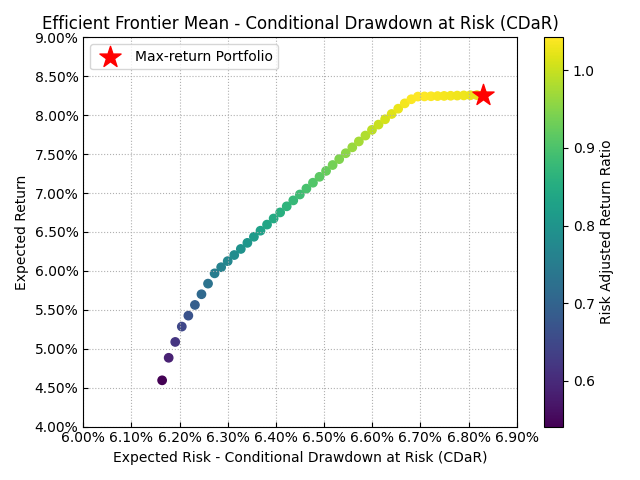 Efficient Frontier Mean - Conditional Drawdown at Risk (CDaR)
Max-return Portfolio
Expected Return
9.00%
8.50%
8.00%
7.50%
7.00%
6.50%
6.00%
5.50%
5.00%
4.50%
4.00%
6.00% 6.10% 6.20% 6.30% 6.40% 6.50% 6.60% 6.70% 6.80% 6.90%
Expected Risk - Conditional Drawdown at Risk (CDaR)
1.0
0.9
0.8
0.7
0.6
Risk Adjusted Return Ratio